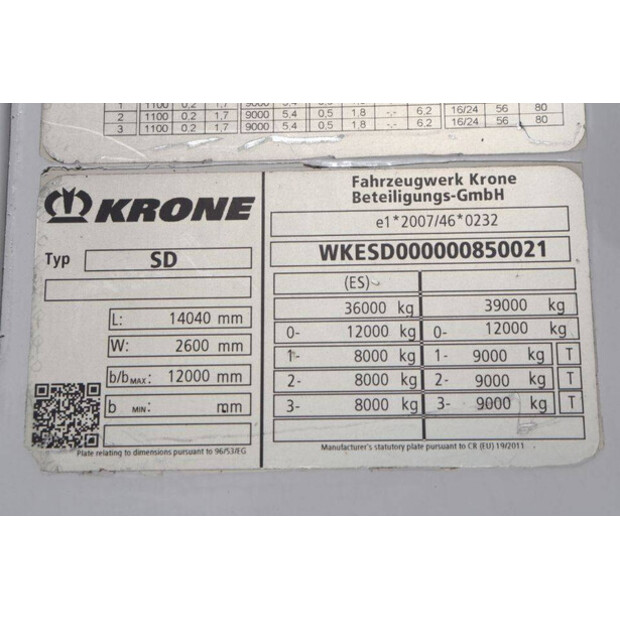 1 1100 0,2 1,7 9000 5,4 0,5 1,8
2 1100 0,2 1,7 9000 5,4 0,5 1,8 -,- 6,2 16/24 56 80
3 1100 0,2 1,7 9000 5,4 0,5 1,8 -,- 6,2 16/24 56 80
KRONE
Typ SD
L: 14040 mm
W: 2600 mm
b/bMAX: 12000 mm
b MIN: mm
Plate relating to dimensions pursuant to 96/53/EG
Fahrzeugwerk Krone
Beteiligungs-GmbH
e1*2007/46*0232
WKESD000000850021
(ES)
36000 kg 39000 kg
0- 12000 kg 0- 12000 kg
1- 8000 kg 1- 9000 kg T
2- 8000 kg 2- 9000 kg T
3- 8000 kg 3- 9000 kg T
Manufacturer's statutory plate pursuant to CR (EU) 19/2011